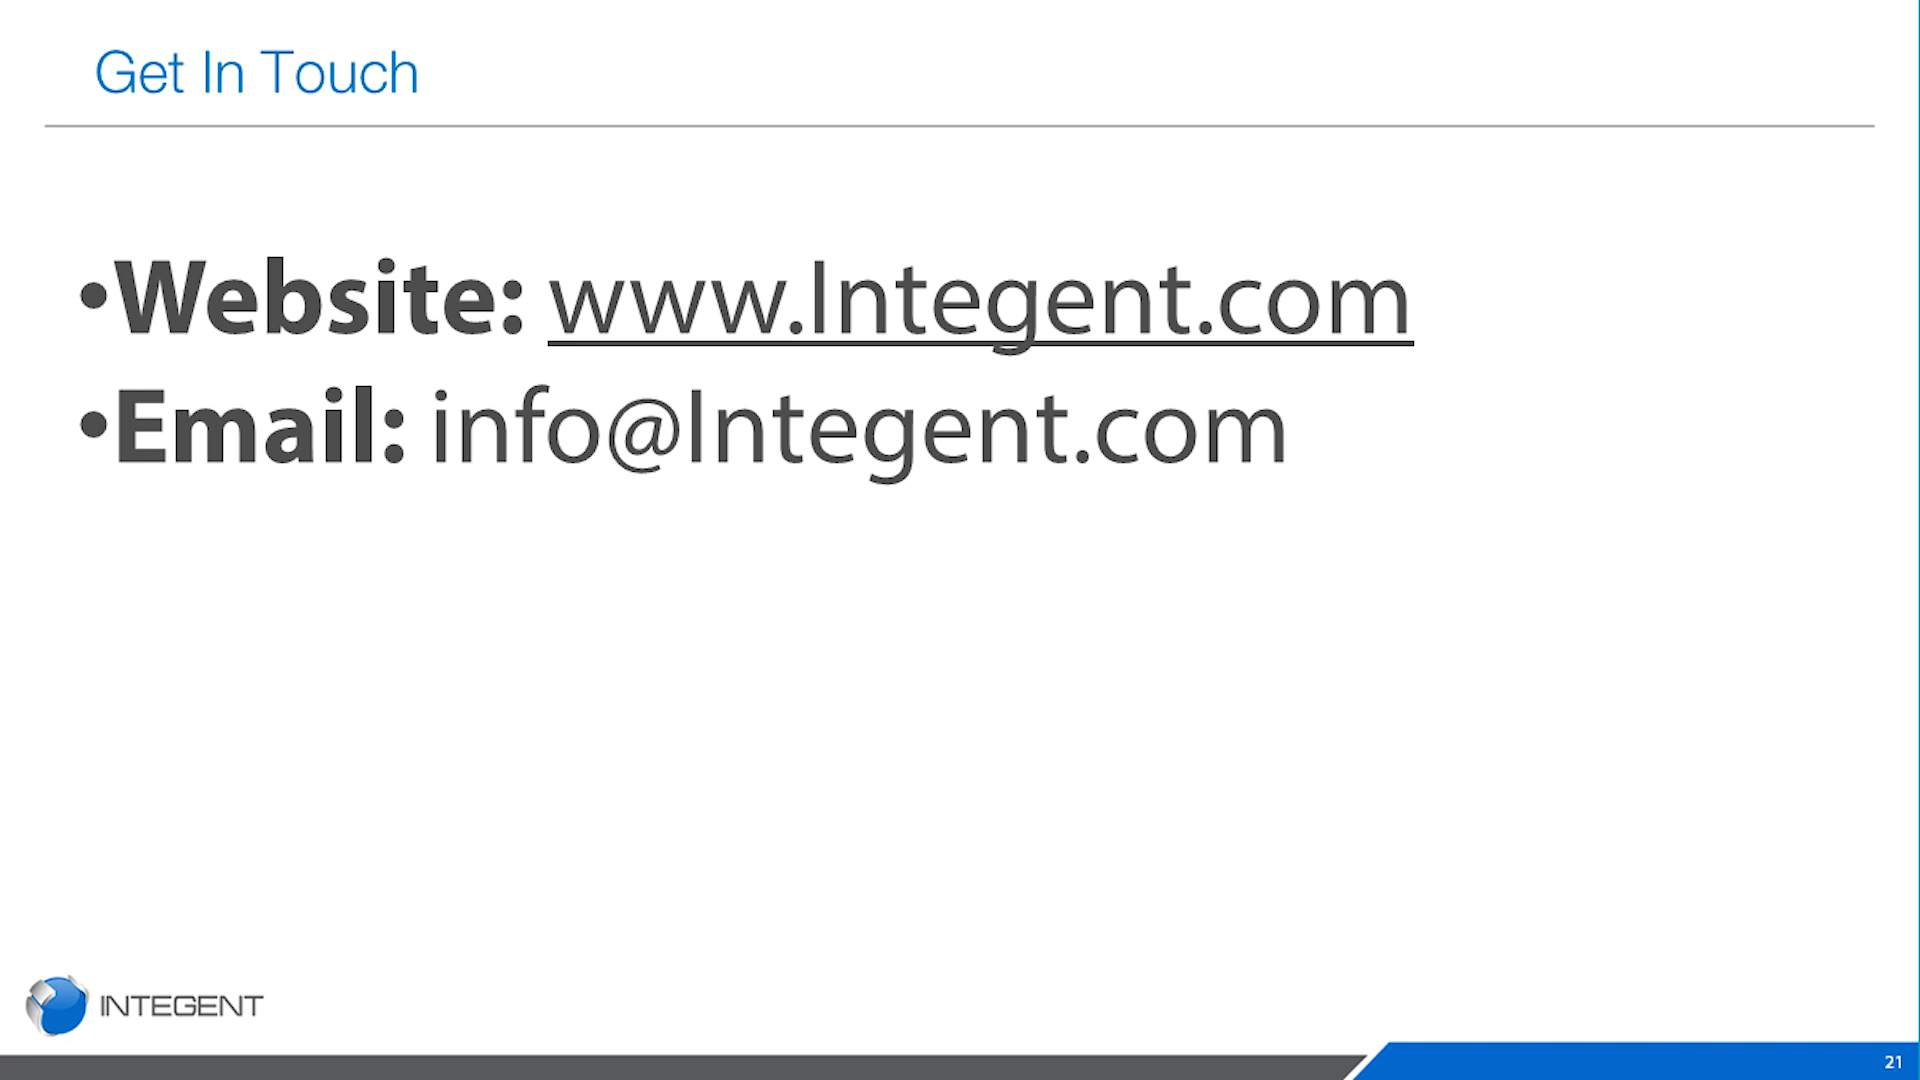 Get In Touch
•Website: www.Integent.com
•Email: info@Integent.com
INTEGENT
21